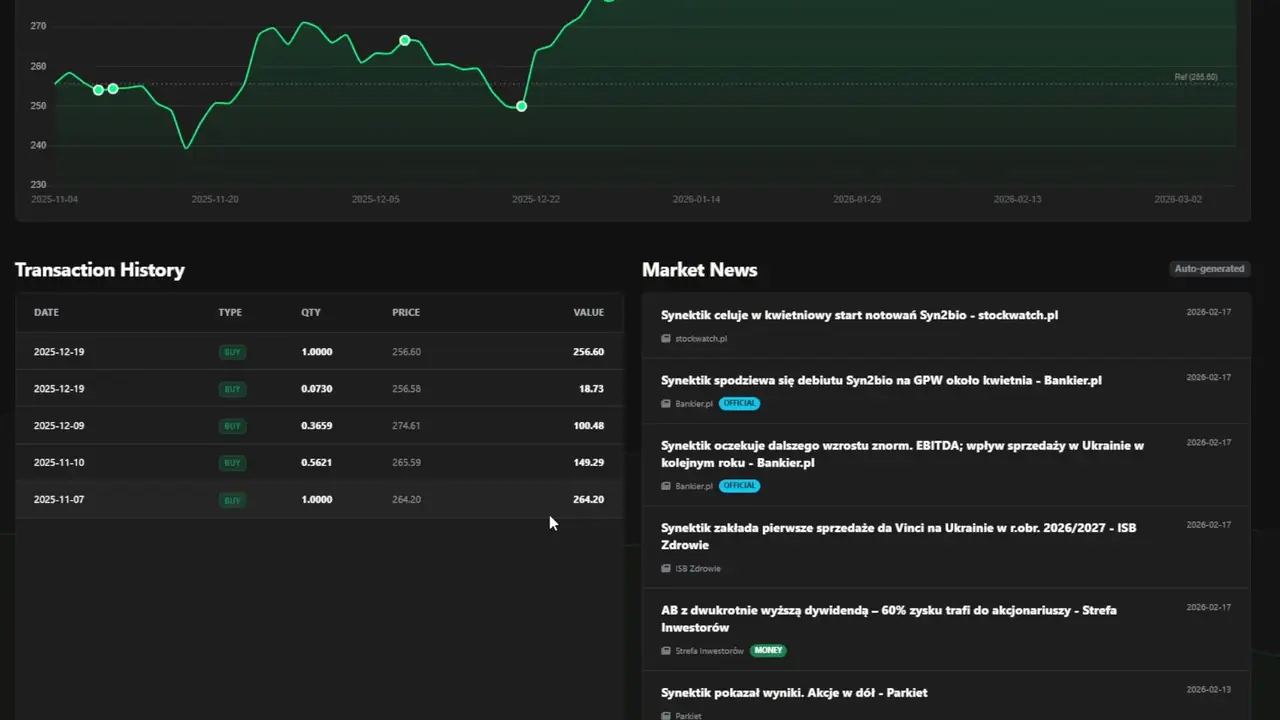 270
260
250
240
230
Ref (255.60)
2025-11-04 2025-11-20 2025-12-05 2025-12-22 2026-01-14 2026-01-29 2026-02-13 2026-03-02
Transaction History
DATE TYPE QTY PRICE VALUE
2025-12-19 BUY 1.0000 256.60 256.60
2025-12-19 BUY 0.0730 256.58 18.73
2025-12-09 BUY 0.3659 274.61 100.48
2025-11-10 BUY 0.5621 265.59 149.29
2025-11-07 BUY 1.0000 264.20 264.20
Market News Auto-generated
Synektik celuje w kwietniowy start notowań Syn2bio - stockwatch.pl 2026-02-17
stockwatch.pl
Synektik spodziewa się debiutu Syn2bio na GPW około kwietnia - Bankier.pl 2026-02-17
Bankier.pl OFFICIAL
Synektik oczekuje dalszego wzrostu znorm. EBITDA; wpływ sprzedaży w Ukrainie w 2026-02-17
kolejnym roku - Bankier.pl
Bankier.pl OFFICIAL
Synektik zakłada pierwsze sprzedaże da Vinci na Ukrainie w r.obr. 2026/2027 - ISB 2026-02-17
Zdrowie
ISB Zdrowie
AB z dwukrotnie wyższą dywidendą – 60% zysku trafi do akcjonariuszy - Strefa 2026-02-17
Inwestorów
Strefa Inwestorów MONEY
Synektik pokazał wyniki. Akcje w dół - Parkiet 2026-02-13
Parkiet